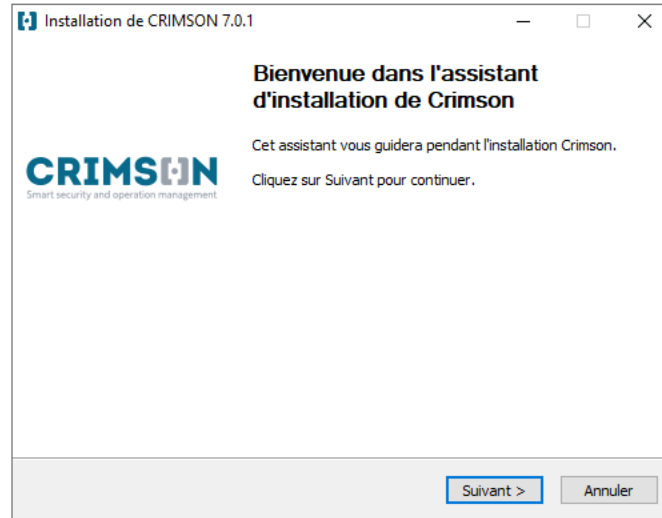 Installation de CRIMSON 7.0.1
Bienvenue dans l'assistant
d'installation de Crimson
Cet assistant vous guidera pendant l'installation Crimson.
Cliquez sur Suivant pour continuer.
CRIMSON
Smart security and operation management
Suivant >
Annuler